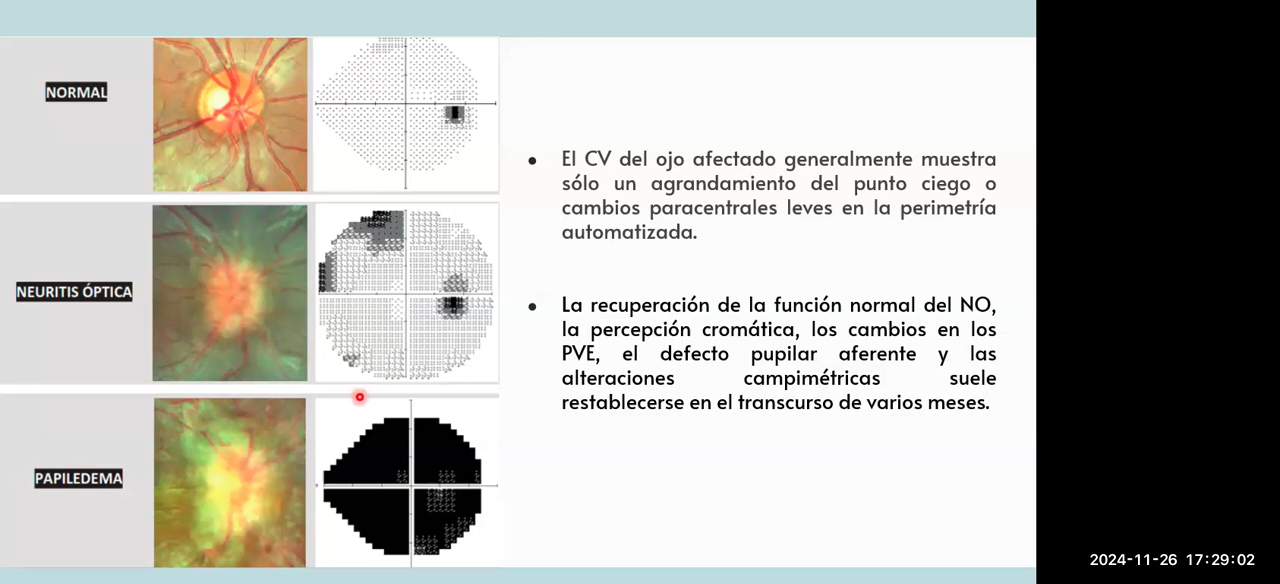 NORMAL
NEURITIS ÓPTICA
PAPILEDEMA
El CV del ojo afectado generalmente muestra
sólo un agrandamiento del punto ciego o
cambios paracentrales leves en la perimetría
automatizada.
La recuperación de la función normal del NO,
la percepción cromática, los cambios en los
PVE, el defecto pupilar aferente y las
alteraciones campimétricas suele
restablecerse en el transcurso de varios meses.
2024-11-26 17:29:02